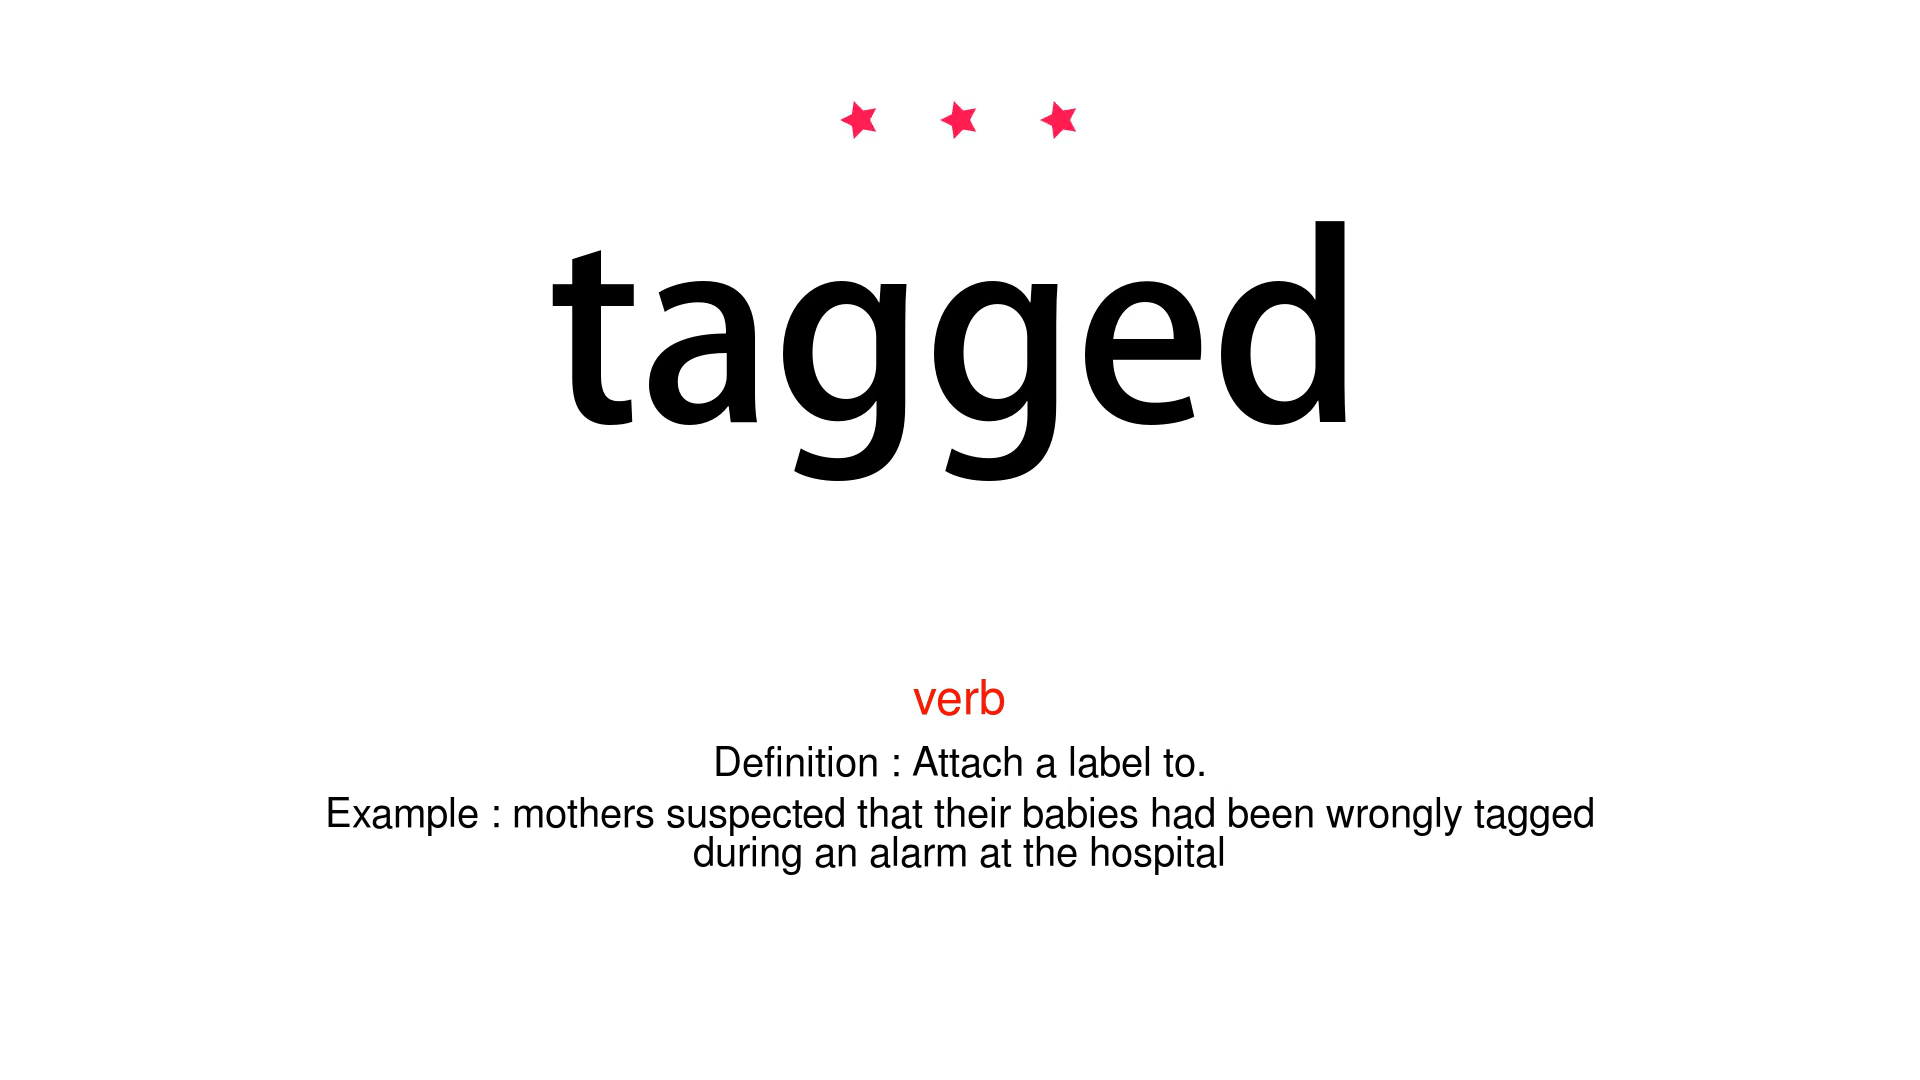 tagged
verb
Definition : Attach a label to.
Example : mothers suspected that their babies had been wrongly tagged
during an alarm at the hospital